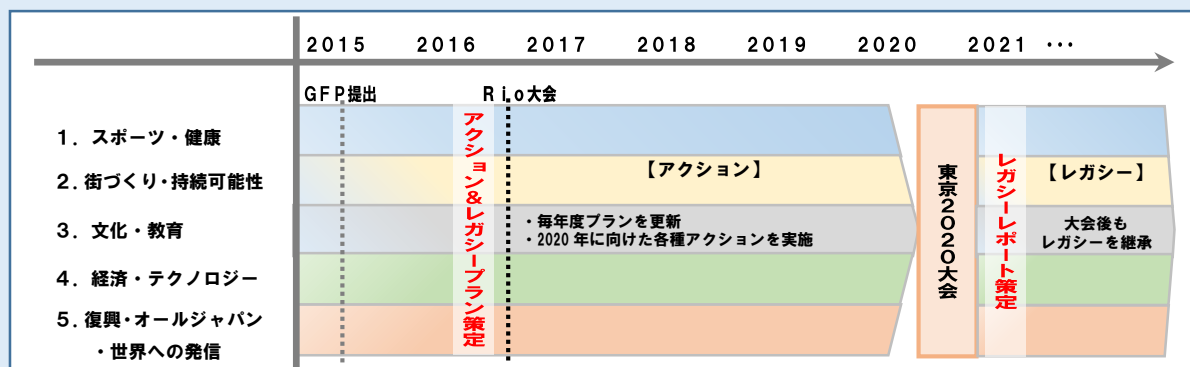 2015 2016 2017 2018 2019 2020 2021 …
GFP提出
Rio大会
1．スポーツ・健康
2．街づくり・持続可能性
3．文化・教育
4．経済・テクノロジー
5．復興・オールジャパン
・世界への発信
アクション&レガシープラン策定
【アクション】
・毎年度プランを更新
・2020年に向けた各種アクションを実施
東京2020大会
レガシーレポート策定
【レガシー】
大会後も
レガシーを継承